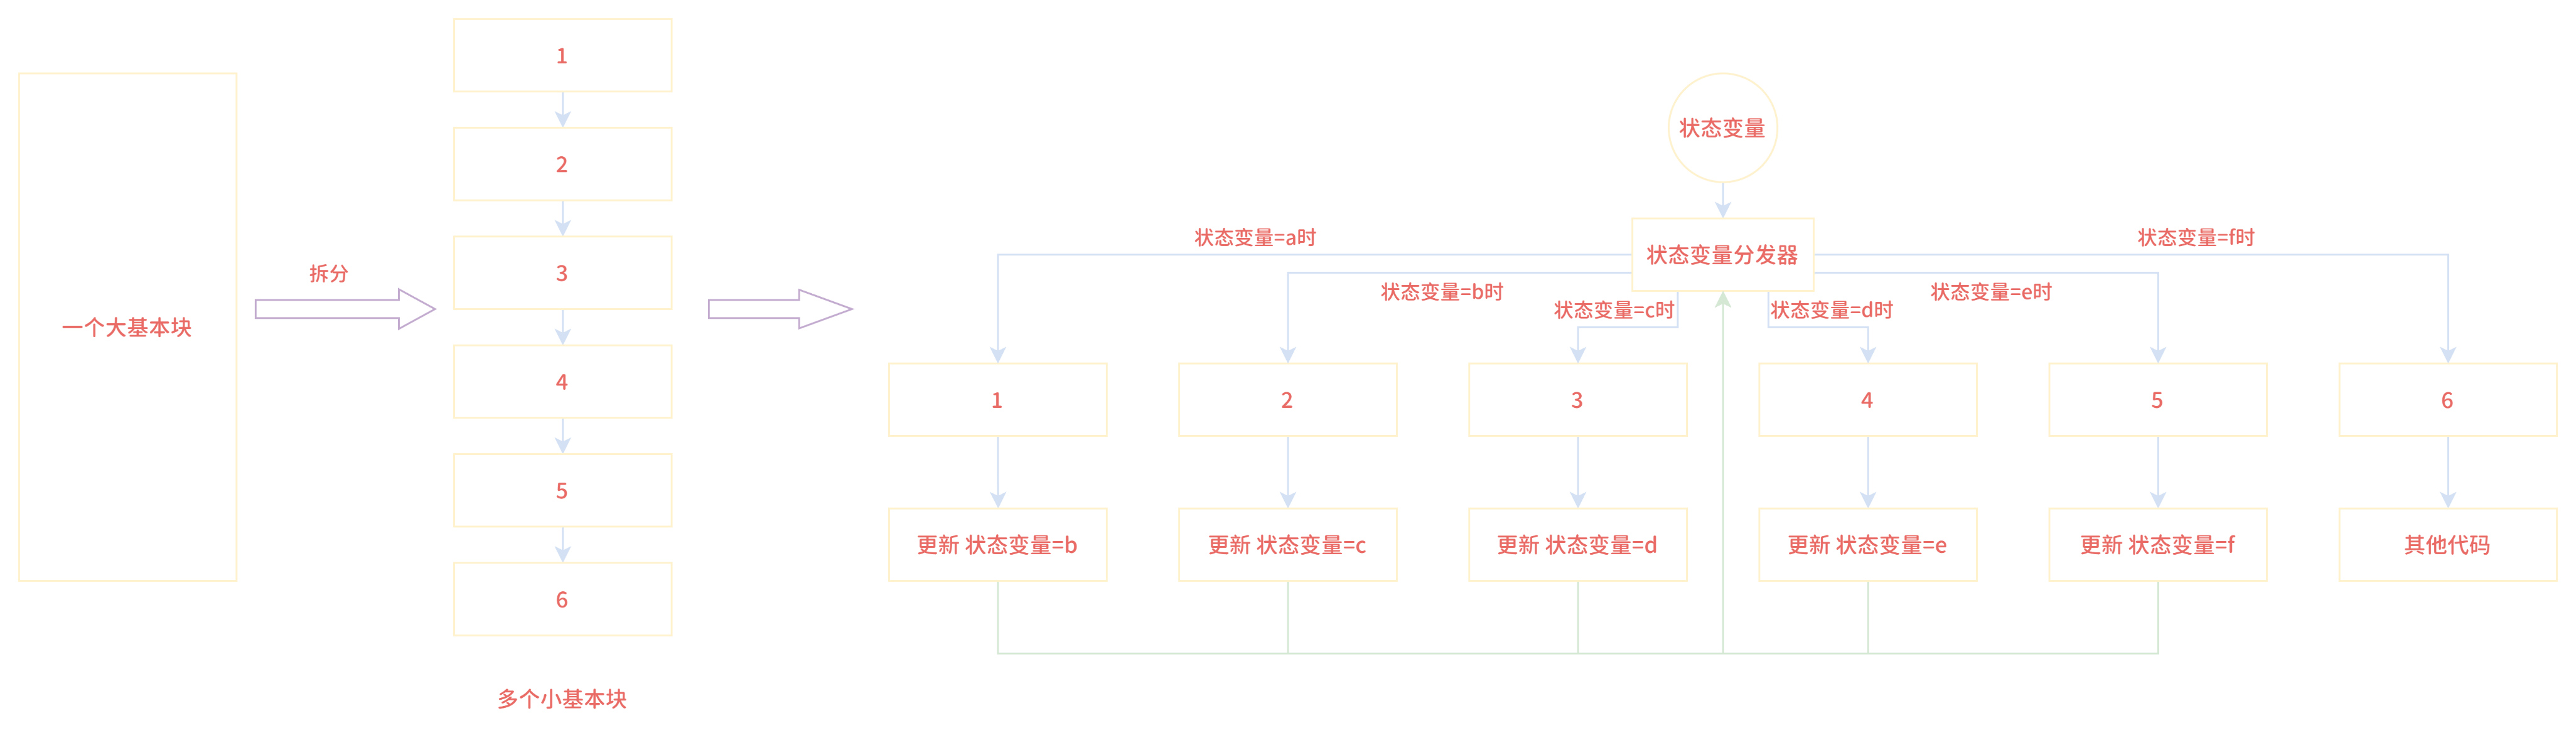 一个大基本块
拆分
1
2
3
4
5
6
多个小基本块
状态变量
状态变量分发器
状态变量=a时
状态变量=b时
状态变量=c时
状态变量=d时
状态变量=e时
状态变量=f时
1
2
3
4
5
6
更新 状态变量=b
更新 状态变量=c
更新 状态变量=d
更新 状态变量=e
更新 状态变量=f
其他代码